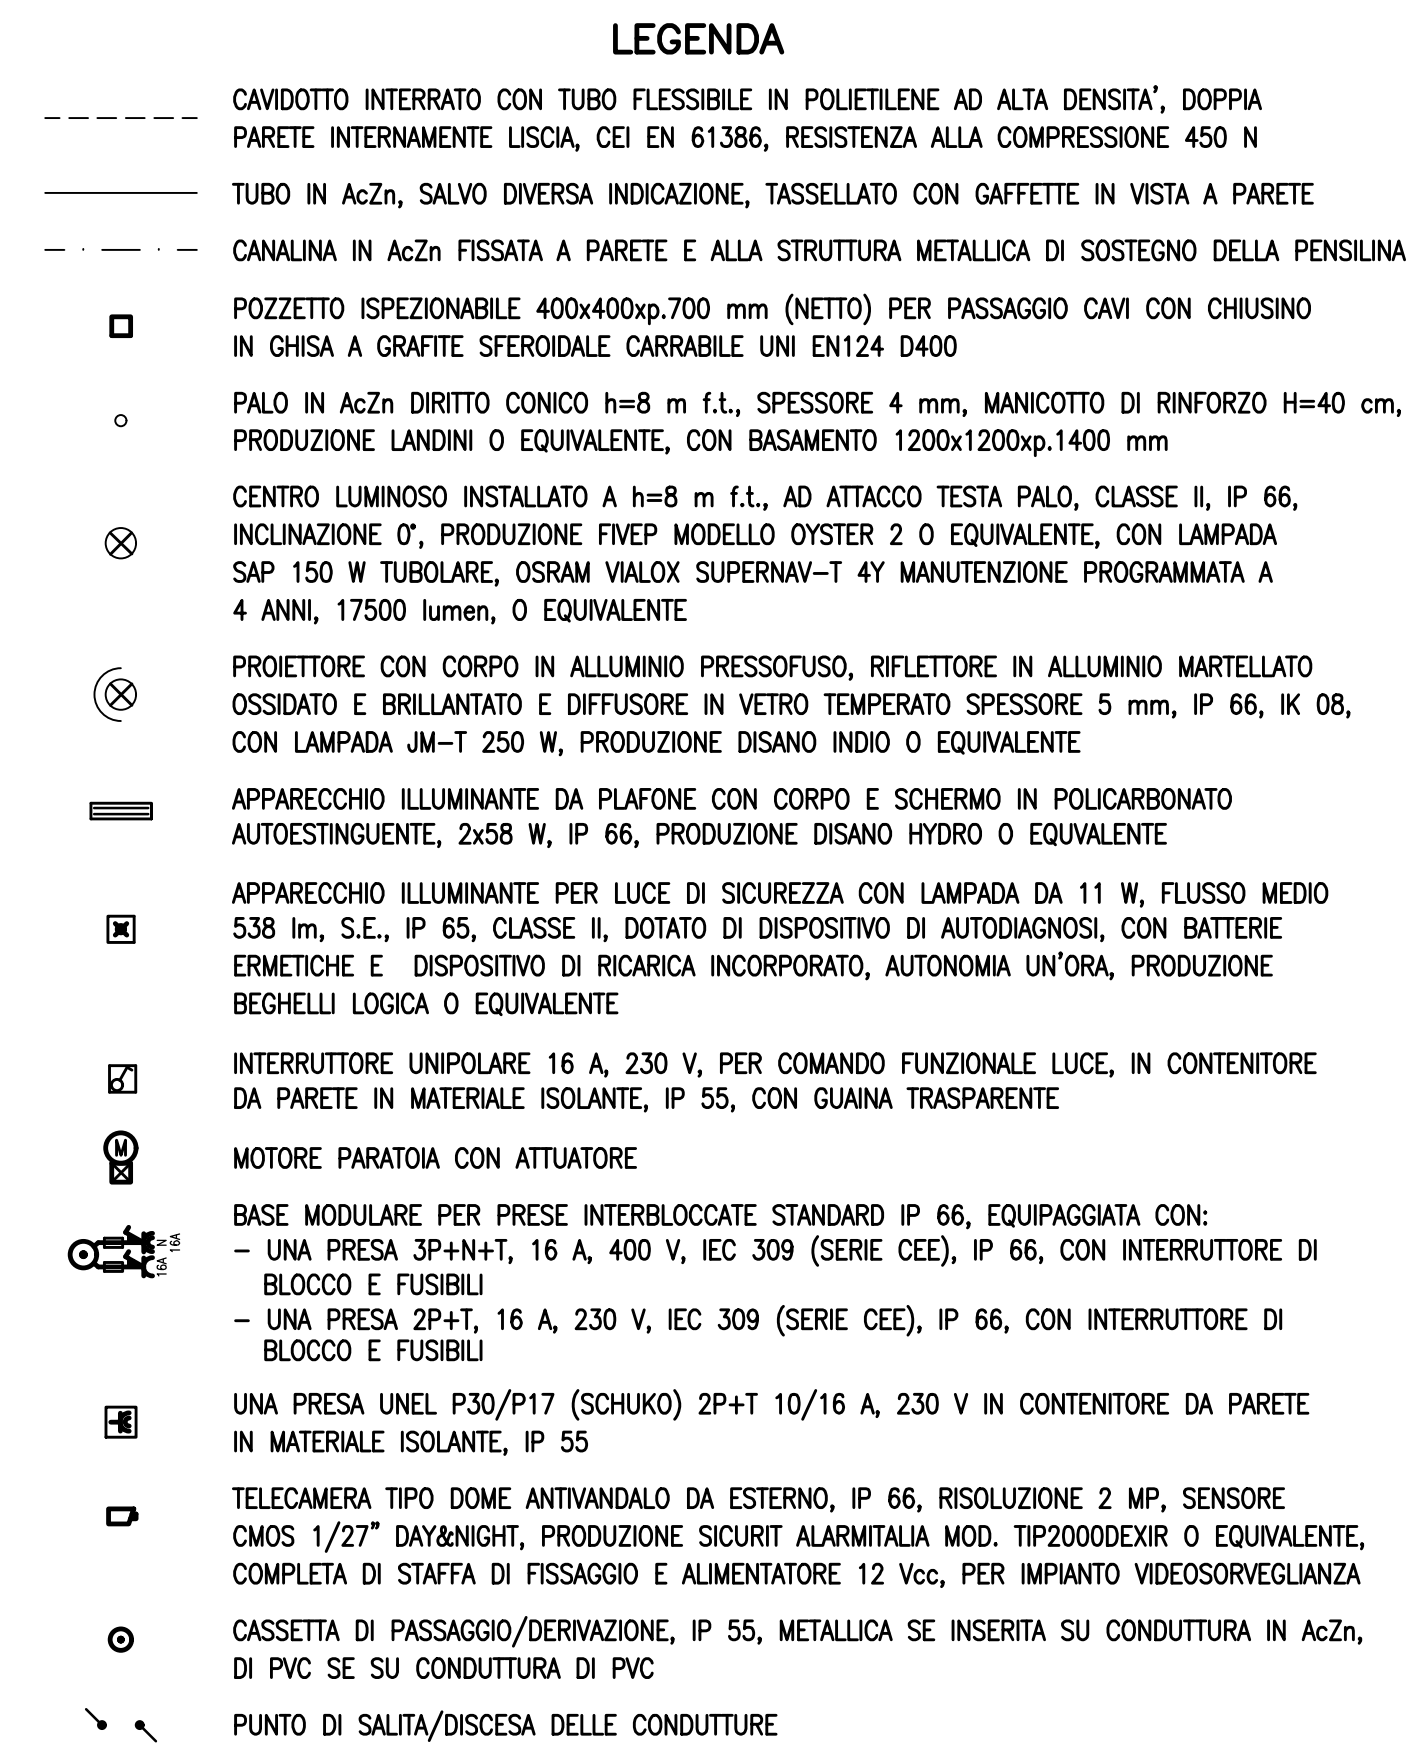 LEGENDA
CAVIDOTTO INTERRATO CON TUBO FLESSIBILE IN POLIETILENE AD ALTA DENSITA', DOPPIA
PARETE INTERNAMENTE LISCIA, CEI EN 61386, RESISTENZA ALLA COMPRESSIONE 450 N
TUBO IN AcZn, SALVO DIVERSA INDICAZIONE, TASSELLATO CON GAFFETTE IN VISTA A PARETE
CANALINA IN AcZn FISSATA A PARETE E ALLA STRUTTURA METALLICA DI SOSTEGNO DELLA PENSILINA
POZZETTO ISPEZIONABILE 400x400xp.700 mm (NETTO) PER PASSAGGIO CAVI CON CHIUSINO
IN GHISA A GRAFITE SFEROIDALE CARRABILE UNI EN124 D400
PALO IN AcZn DIRITTO CONICO h=8 m f.t., SPESSORE 4 mm, MANICOTTO DI RINFORZO H=40 cm,
PRODUZIONE LANDINI O EQUIVALENTE, CON BASAMENTO 1200x1200xp.1400 mm
CENTRO LUMINOSO INSTALLATO A h=8 m f.t., AD ATTACCO TESTA PALO, CLASSE II, IP 66,
INCLINAZIONE 0°, PRODUZIONE FIVEP MODELLO OYSTER 2 O EQUIVALENTE, CON LAMPADA
SAP 150 W TUBOLARE, OSRAM VIALOX SUPERNAV-T 4Y MANUTENZIONE PROGRAMMATA A
4 ANNI, 17500 lumen, O EQUIVALENTE
PROIETTORE CON CORPO IN ALLUMINIO PRESSOFUSO, RIFLETTORE IN ALLUMINIO MARTELLATO
OSSIDATO E BRILLANTATO E DIFFUSORE IN VETRO TEMPERATO SPESSORE 5 mm, IP 66, IK 08,
CON LAMPADA JM-T 250 W, PRODUZIONE DISANO INDIO O EQUIVALENTE
APPARECCHIO ILLUMINANTE DA PLAFONE CON CORPO E SCHERMO IN POLICARBONATO
AUTOESTINGUENTE, 2x58 W, IP 66, PRODUZIONE DISANO HYDRO O EQUVALENTE
APPARECCHIO ILLUMINANTE PER LUCE DI SICUREZZA CON LAMPADA DA 11 W, FLUSSO MEDIO
538 lm, S.E., IP 65, CLASSE II, DOTATO DI DISPOSITIVO DI AUTODIAGNOSI, CON BATTERIE
ERMETICHE E DISPOSITIVO DI RICARICA INCORPORATO, AUTONOMIA UN'ORA, PRODUZIONE
BEGHELLI LOGICA O EQUIVALENTE
INTERRUTTORE UNIPOLARE 16 A, 230 V, PER COMANDO FUNZIONALE LUCE, IN CONTENITORE
DA PARETE IN MATERIALE ISOLANTE, IP 55, CON GUAINA TRASPARENTE
M
MOTORE PARATOIA CON ATTUATORE
16A N
16A
BASE MODULARE PER PRESE INTERBLOCCATE STANDARD IP 66, EQUIPAGGIATA CON:
- UNA PRESA 3P+N+T, 16 A, 400 V, IEC 309 (SERIE CEE), IP 66, CON INTERRUTTORE DI
BLOCCO E FUSIBILI
- UNA PRESA 2P+T, 16 A, 230 V, IEC 309 (SERIE CEE), IP 66, CON INTERRUTTORE DI
BLOCCO E FUSIBILI
UNA PRESA UNEL P30/P17 (SCHUKO) 2P+T 10/16 A, 230 V IN CONTENITORE DA PARETE
IN MATERIALE ISOLANTE, IP 55
TELECAMERA TIPO DOME ANTIVANDALO DA ESTERNO, IP 66, RISOLUZIONE 2 MP, SENSORE
CMOS 1/27" DAY&NIGHT, PRODUZIONE SICURIT ALARMITALIA MOD. TIP2000DEXIR O EQUIVALENTE,
COMPLETA DI STAFFA DI FISSAGGIO E ALIMENTATORE 12 Vcc, PER IMPIANTO VIDEOSORVEGLIANZA
CASSETTA DI PASSAGGIO/DERIVAZIONE, IP 55, METALLICA SE INSERITA SU CONDUTTURA IN AcZn,
DI PVC SE SU CONDUTTURA DI PVC
PUNTO DI SALITA/DISCESA DELLE CONDUTTURE